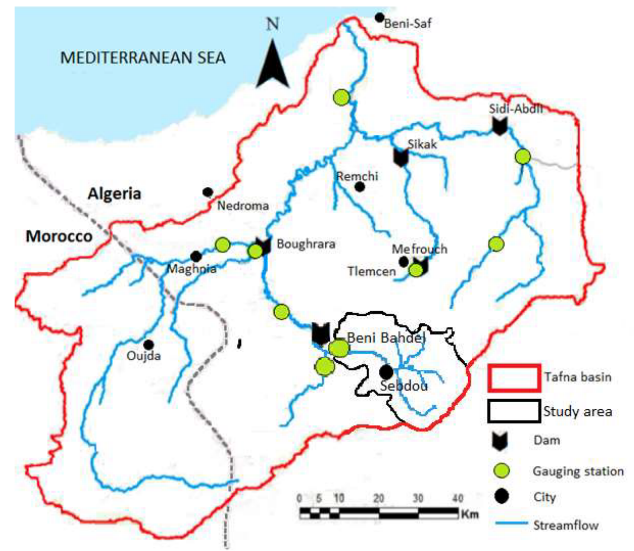 Beni-Saf
MEDITERRANEAN SEA
N
Sidi-Abdli
Sikak
Remchi
Algeria
Nedroma
Morocco
Boughrara
Mefrouch
Maghnia
Tlemcen
Beni Bahdel
Oujda
Sebdou
Tafna basin
Study area
Dam
Gauging station
City
Streamflow
0 5 10 20 30 40
Km